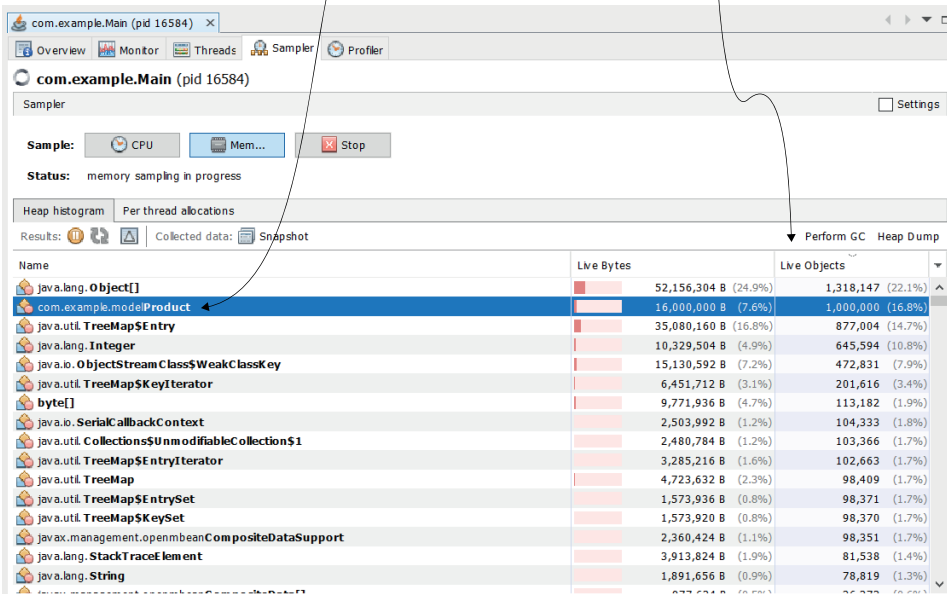 com.example.Main (pid 16584) ×
Overview Monitor Threads Sampler Profiler
com.example.Main (pid 16584)
Sampler Settings
Sample: CPU Mem... Stop
Status: memory sampling in progress
Heap histogram Per thread allocations
Results: Collected data: Snapshot Perform GC Heap Dump
Name Live Bytes Live Objects
java.lang.Object[] 52,156,304 B (24.9%) 1,318,147 (22.1%)
com.example.modelProduct 16,000,000 B (7.6%) 1,000,000 (16.8%)
java.util.TreeMap$Entry 35,080,160 B (16.8%) 877,004 (14.7%)
java.lang.Integer 10,329,504 B (4.9%) 645,594 (10.8%)
java.io.ObjectStreamClass$WeakClassKey 15,130,592 B (7.2%) 472,831 (7.9%)
java.util.TreeMap$KeyIterator 6,451,712 B (3.1%) 201,616 (3.4%)
byte[] 9,771,936 B (4.7%) 113,182 (1.9%)
java.io.SerialCallbackContext 2,503,992 B (1.2%) 104,333 (1.8%)
java.util.Collections$UnmodifiableCollection$1 2,480,784 B (1.2%) 103,366 (1.7%)
java.util.TreeMap$EntryIterator 3,285,216 B (1.6%) 102,663 (1.7%)
java.util.TreeMap 4,723,632 B (2.3%) 98,409 (1.7%)
java.util.TreeMap$EntrySet 1,573,936 B (0.8%) 98,371 (1.7%)
java.util.TreeMap$KeySet 1,573,920 B (0.8%) 98,370 (1.7%)
javax.management.openmbean.CompositeDataSupport 2,360,424 B (1.1%) 98,351 (1.7%)
java.lang.StackTraceElement 3,913,824 B (1.9%) 81,538 (1.4%)
java.lang.String 1,891,656 B (0.9%) 78,819 (1.3%)